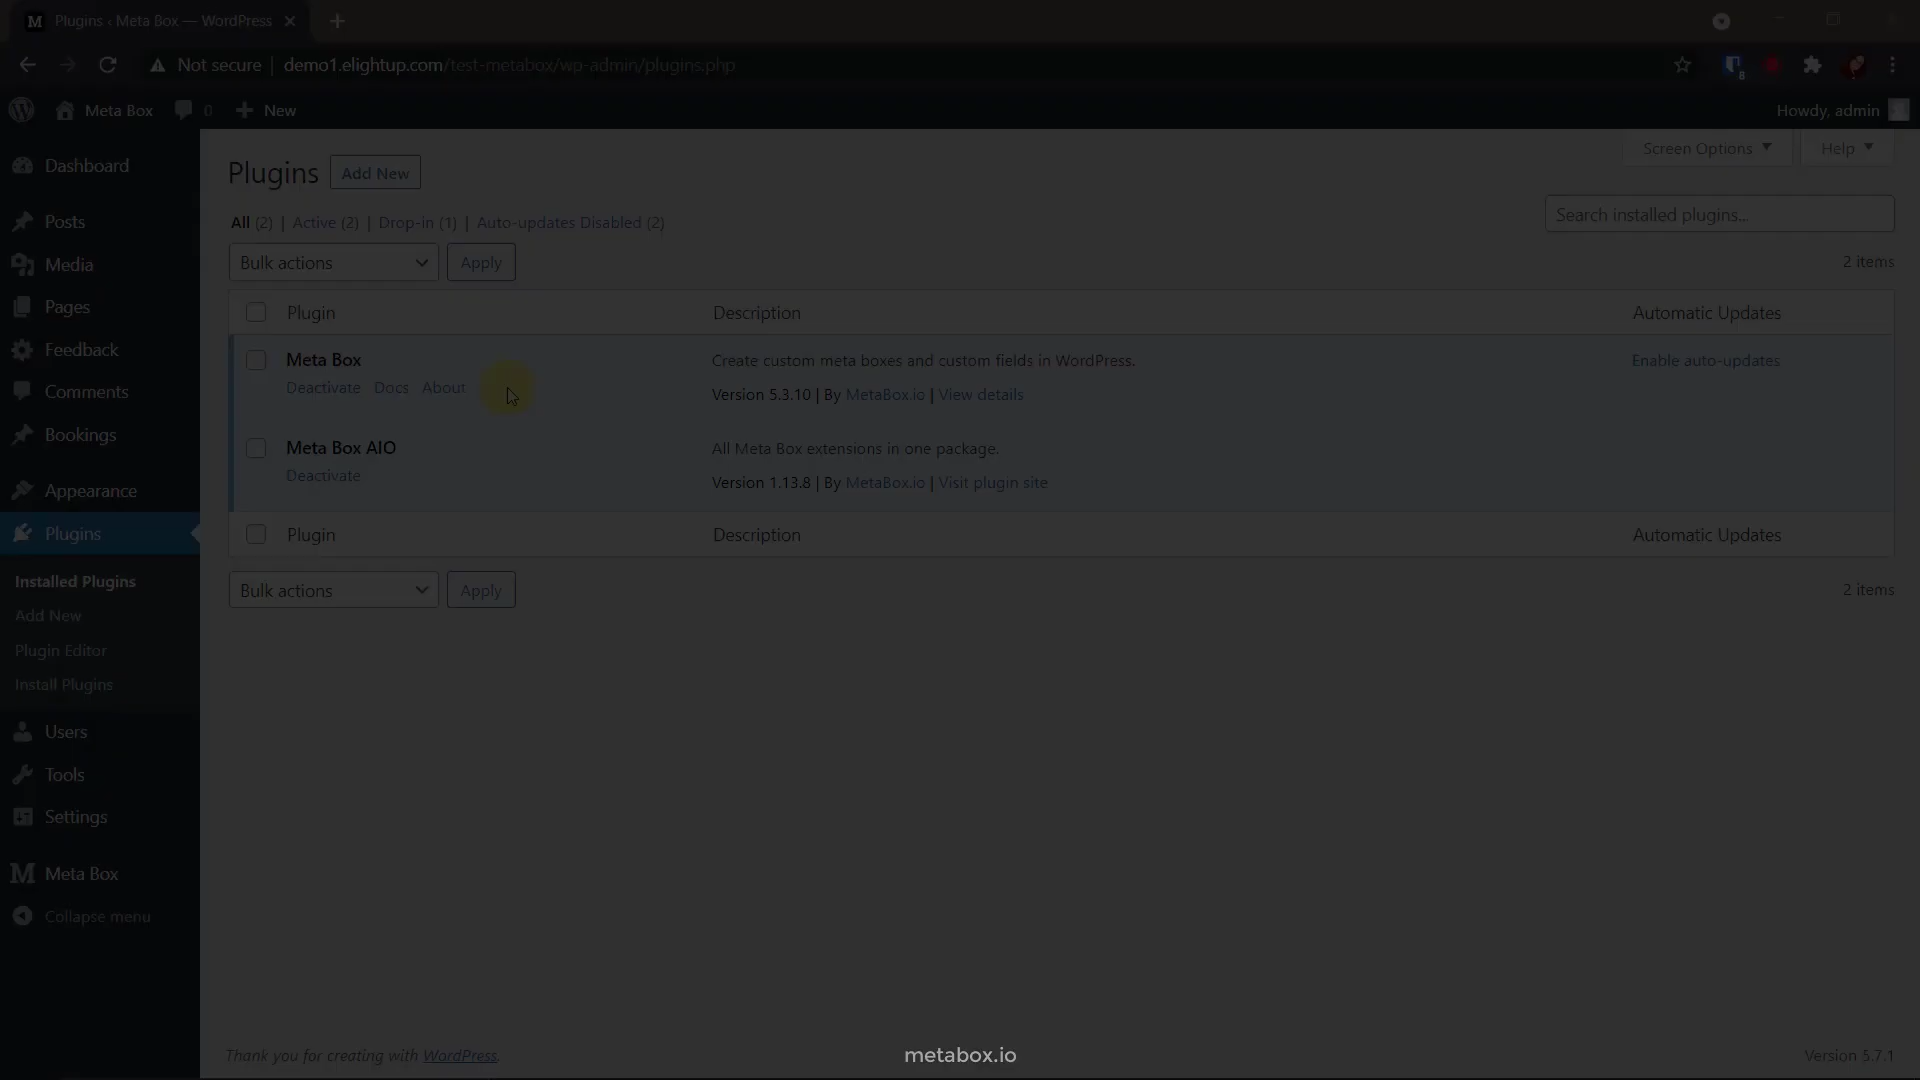 Plugins ‹ Meta Box — WordPress
Not secure | demo1.elightup.com/test-metabox/wp-admin/plugins.php
8
Meta Box 0 New
Howdy, admin
Dashboard
Posts
Media
Pages
Feedback
Comments
Bookings
Appearance
Plugins
Installed Plugins
Add New
Plugin Editor
Install Plugins
Users
Tools
Settings
Meta Box
Collapse menu
Screen Options Help
Plugins Add New
All (2) | Active (2) | Drop-in (1) | Auto-updates Disabled (2)
Search installed plugins...
Bulk actions Apply
2 items
Plugin Description Automatic Updates
Meta Box
Deactivate Docs About
Create custom meta boxes and custom fields in WordPress.
Version 5.3.10 | By MetaBox.io | View details
Enable auto-updates
Meta Box AIO
Deactivate
All Meta Box extensions in one package.
Version 1.13.8 | By MetaBox.io | Visit plugin site
Plugin Description Automatic Updates
Bulk actions Apply
2 items
Thank you for creating with WordPress.
metabox.io
Version 5.7.1